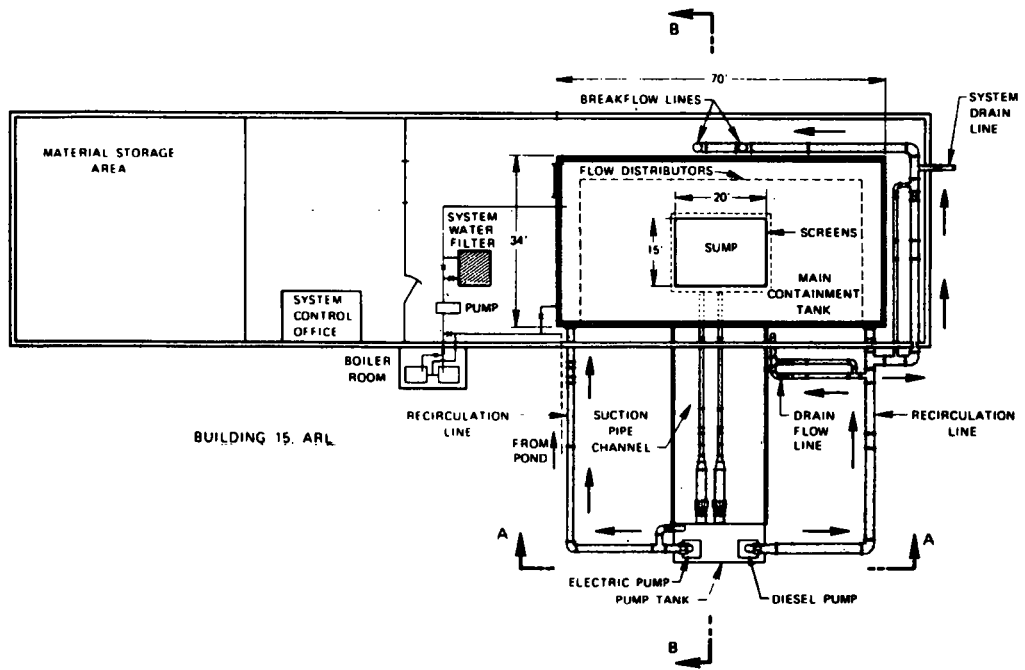 B
70'
BREAKFLOW LINES
SYSTEM
DRAIN
LINE
MATERIAL STORAGE
AREA
FLOW DISTRIBUTORS
20'
SYSTEM
WATER
FILTER
34'
15'
SUMP
SCREENS
MAIN
CONTAINMENT
TANK
SYSTEM
CONTROL
OFFICE
PUMP
BOILER
ROOM
RECIRCULATION
LINE
SUCTION
PIPE
CHANNEL
DRAIN
FLOW
LINE
RECIRCULATION
LINE
BUILDING 15, ARL
FROM
POND
A
A
ELECTRIC PUMP
PUMP TANK
DIESEL PUMP
B